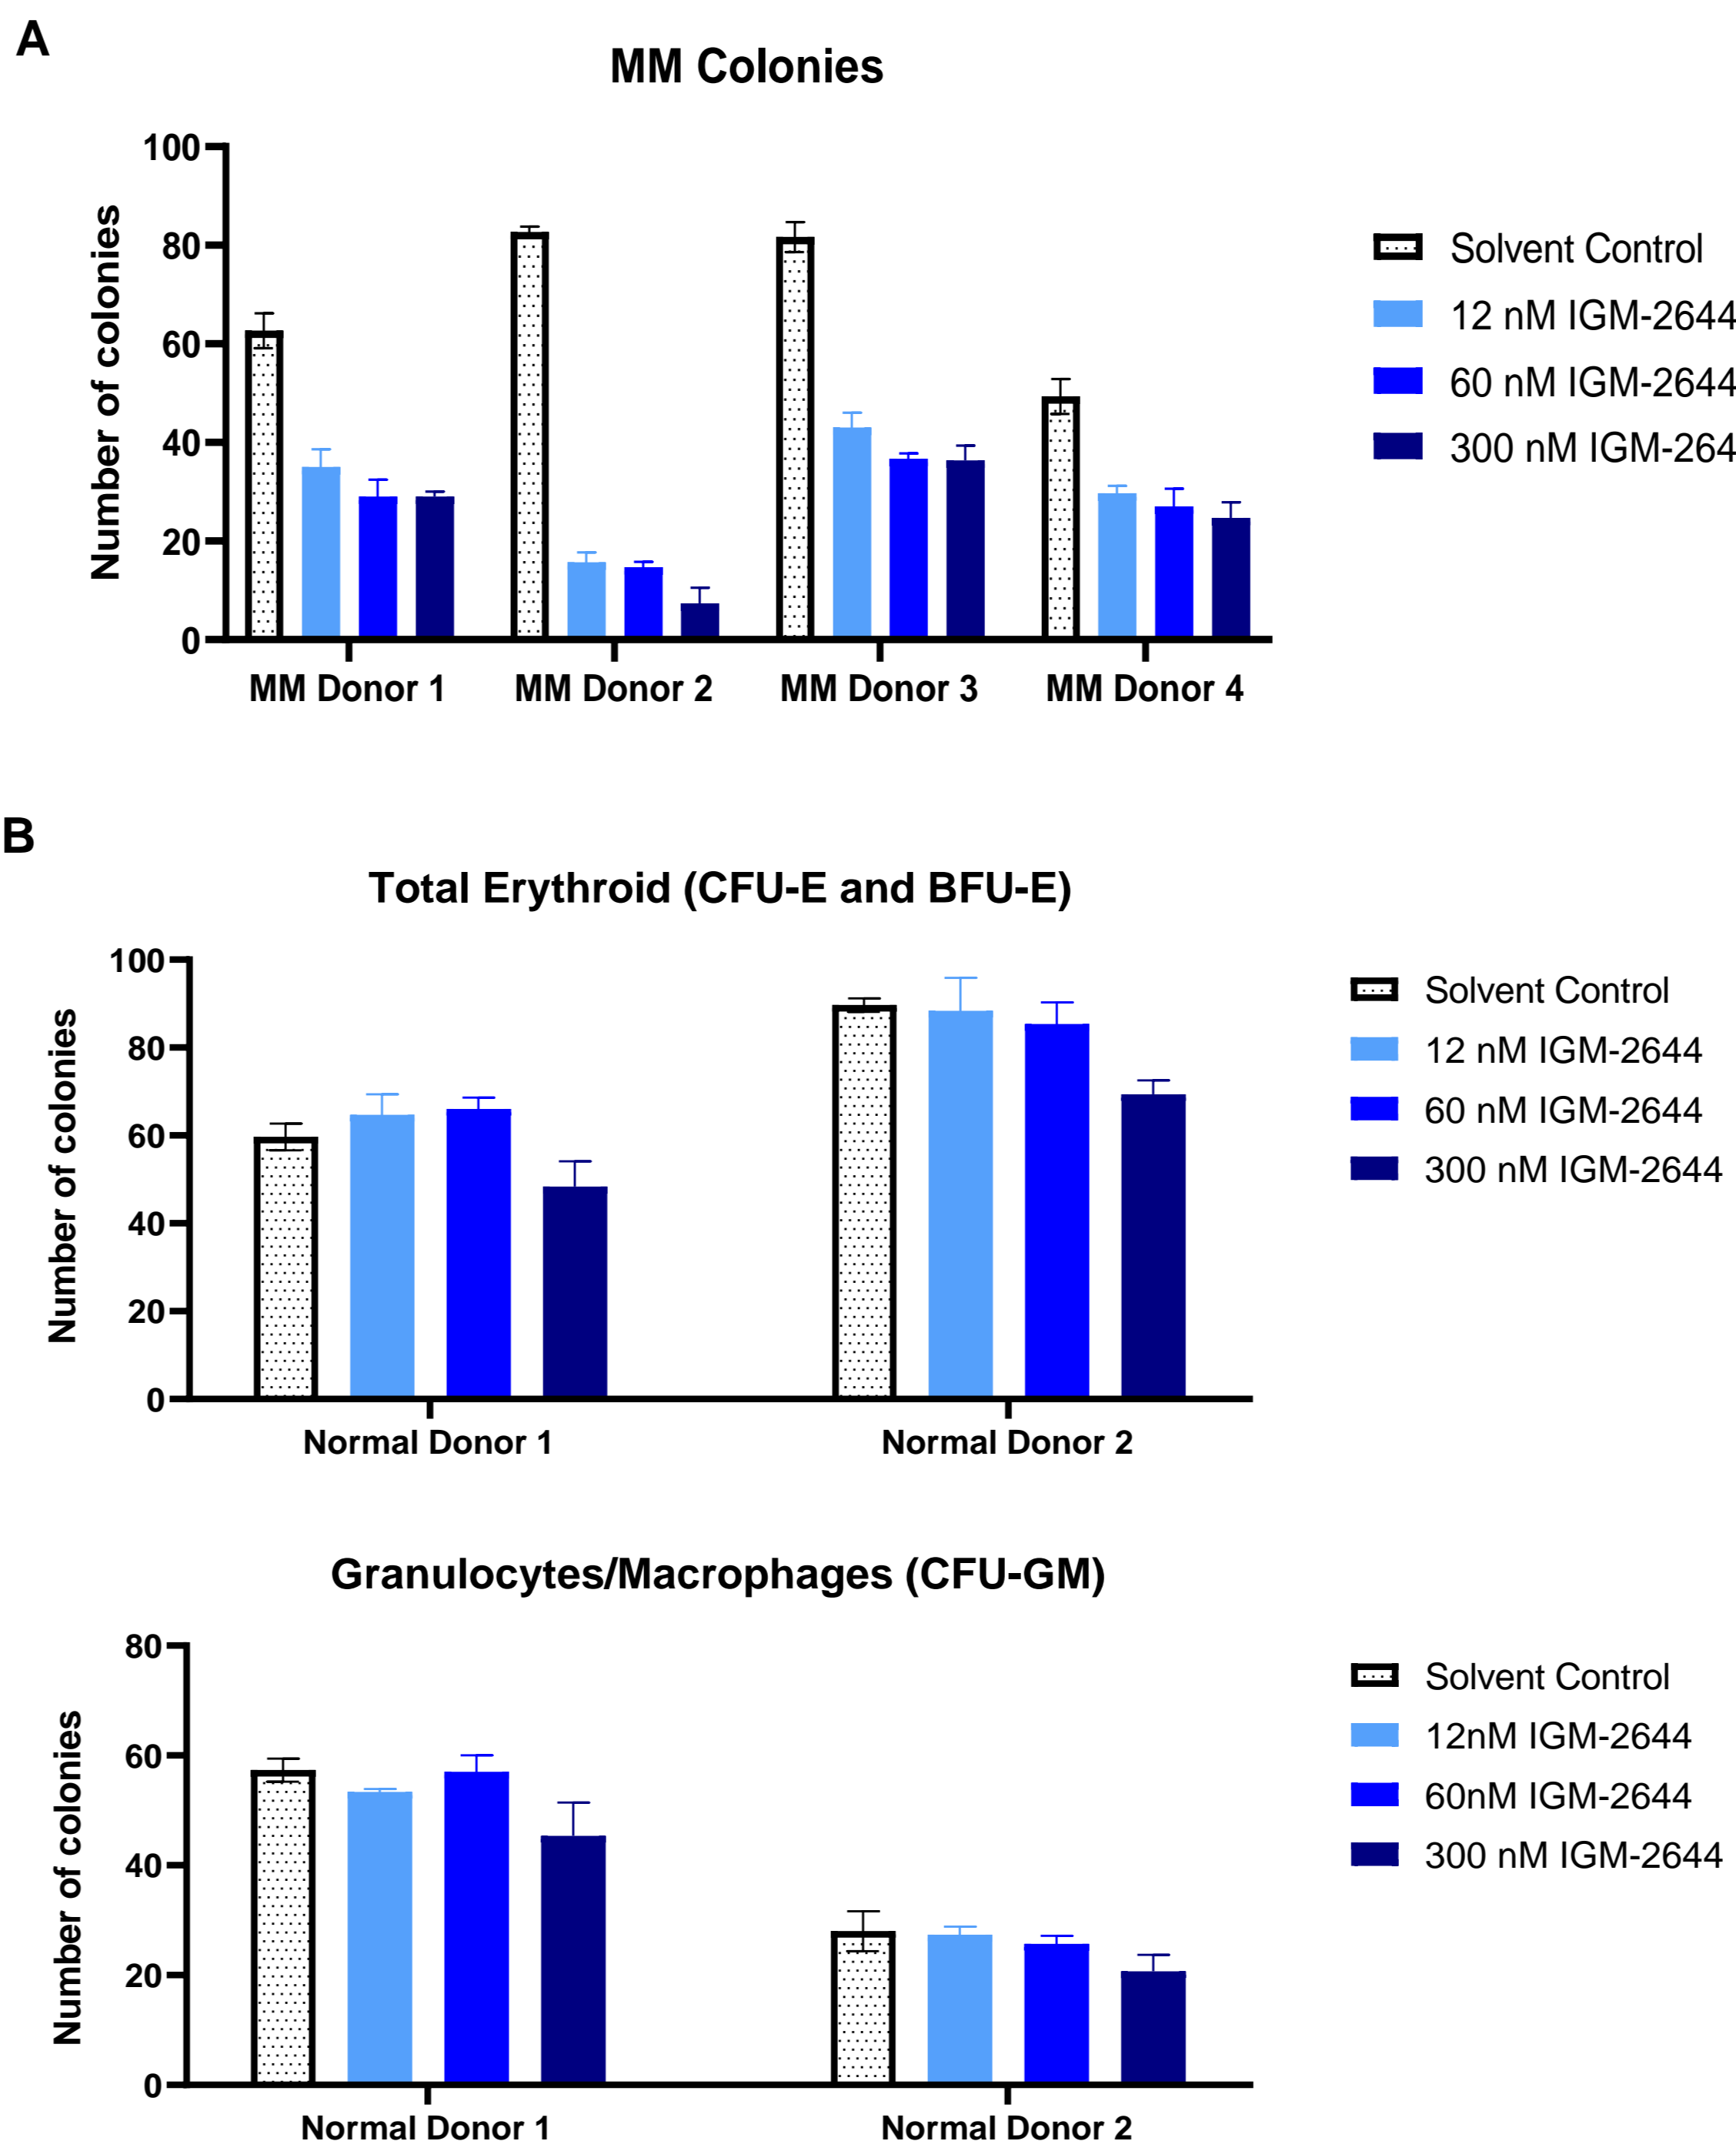 A
MM Colonies
Number of colonies
100
80
60
40
20
0
MM Donor 1
MM Donor 2
MM Donor 3
MM Donor 4
Solvent Control
12 nM IGM-2644
60 nM IGM-2644
300 nM IGM-264
B
Total Erythroid (CFU-E and BFU-E)
Number of colonies
100
80
60
40
20
0
Normal Donor 1
Normal Donor 2
Solvent Control
12 nM IGM-2644
60 nM IGM-2644
300 nM IGM-2644
Granulocytes/Macrophages (CFU-GM)
Number of colonies
80
60
40
20
0
Normal Donor 1
Normal Donor 2
Solvent Control
12nM IGM-2644
60nM IGM-2644
300 nM IGM-2644